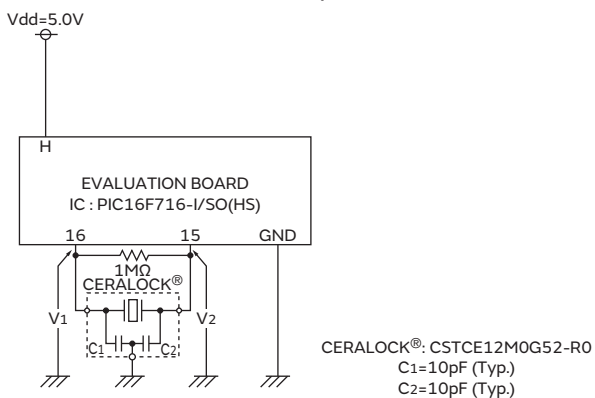 Vdd=5.0V
H
EVALUATION BOARD
IC : PIC16F716-I/SO(HS)
16 15 GND
1MΩ
CERALOCK®
V1 V2
C1 C2
CERALOCK®: CSTCE12M0G52-R0
C1=10pF (Typ.)
C2=10pF (Typ.)